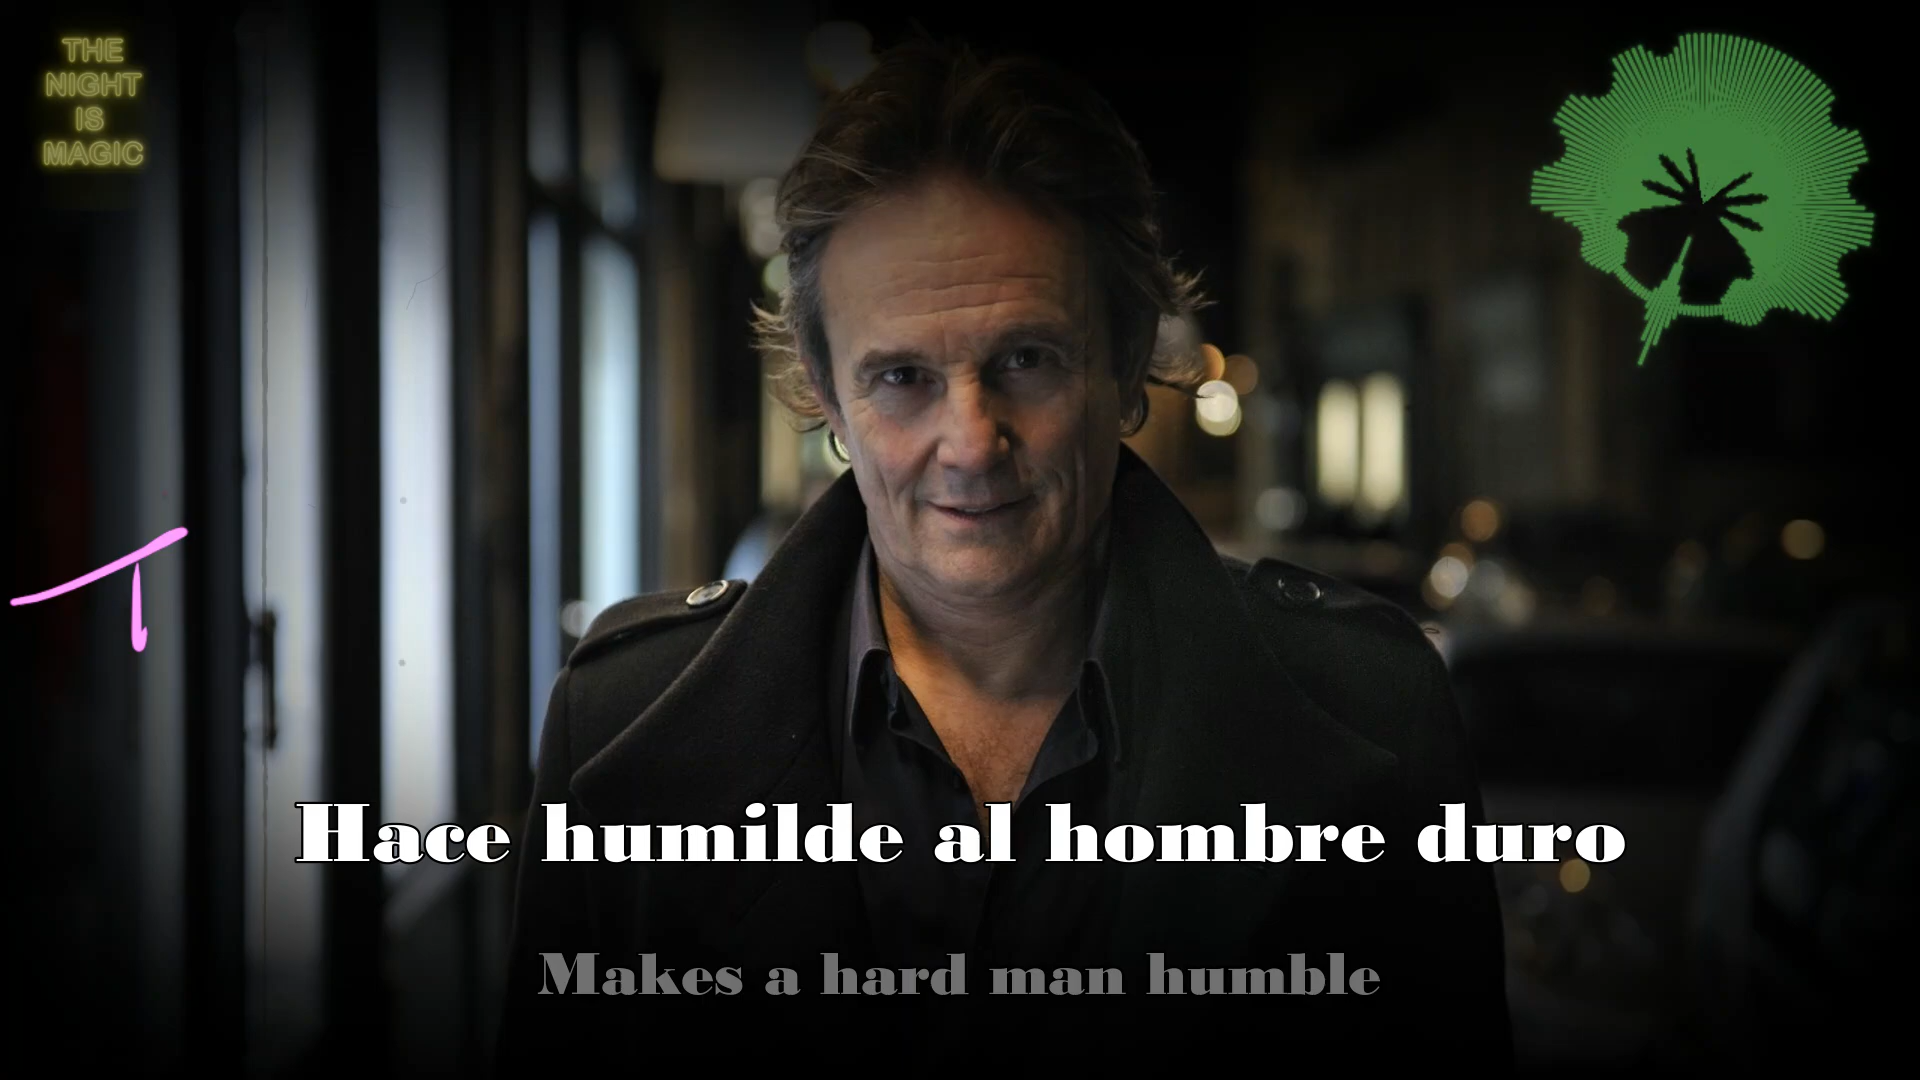 THE
NIGHT
IS
MAGIC
Hace humilde al hombre duro
Makes a hard man humble